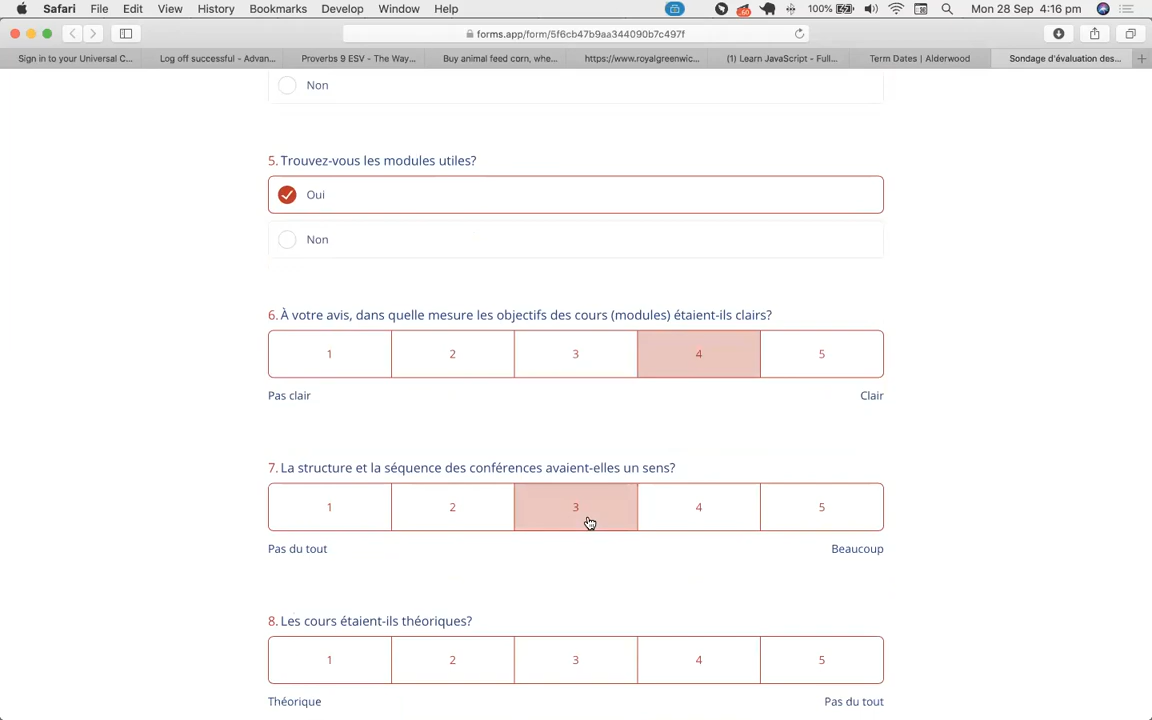 Safari File Edit View History Bookmarks Develop Window Help 100% Mon 28 Sep 4:16 pm
forms.app/form/5f6cb47b9aa344090b7c497f
Sign in to your Universal C... Log off successful - Advan... Proverbs 9 ESV - The Way... Buy animal feed corn, whe... https://www.royalgreenwic... (1) Learn JavaScript - Full... Term Dates | Alderwood Sondage d'évaluation des...
Non
5. Trouvez-vous les modules utiles?
Oui
Non
6. À votre avis, dans quelle mesure les objectifs des cours (modules) étaient-ils clairs?
1 2 3 4 5
Pas clair Clair
7. La structure et la séquence des conférences avaient-elles un sens?
1 2 3 4 5
Pas du tout Beaucoup
8. Les cours étaient-ils théoriques?
1 2 3 4 5
Théorique Pas du tout